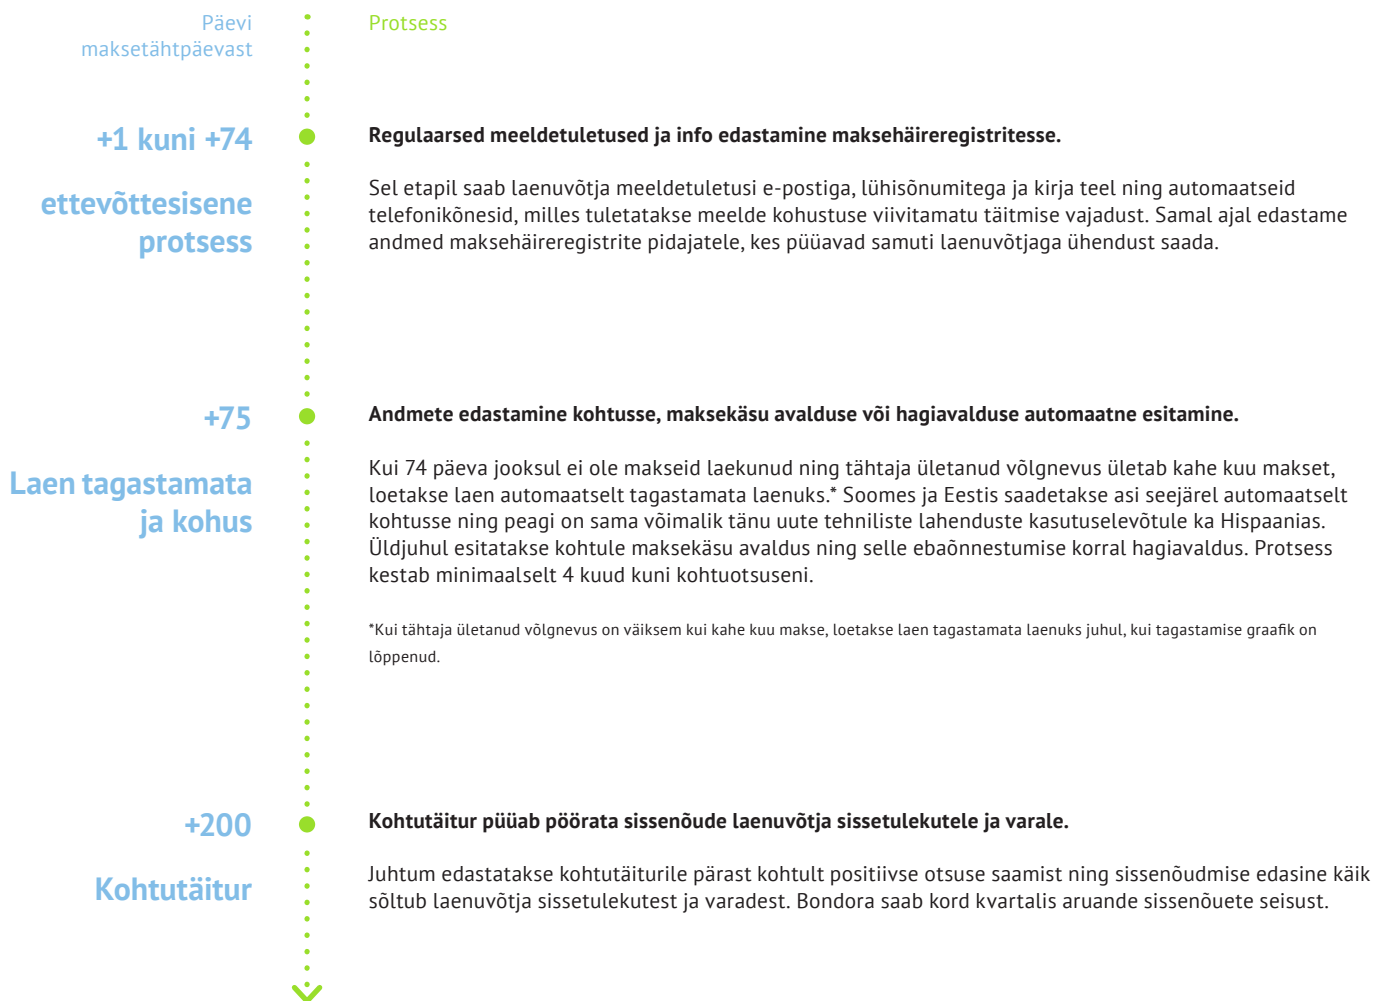 Päevi
maksetähtpäevast
Protsess
+1 kuni +74
ettevõttesisene
protsess
Regulaarsed meeldetuletused ja info edastamine maksehäireregistritesse.
Sel etapil saab laenuvõtja meeldetuletusi e-postiga, lühisõnumitega ja kirja teel ning automaatseid
telefonikõnesid, milles tuletatakse meelde kohustuse viivitamatu täitmise vajadust. Samal ajal edastame
andmed maksehäireregistrite pidajatele, kes püüavad samuti laenuvõtjaga ühendust saada.
+75
Laen tagastamata
ja kohus
Andmete edastamine kohtusse, maksekäsu avalduse või hagiavalduse automaatne esitamine.
Kui 74 päeva jooksul ei ole makseid laekunud ning tähtaja ületanud võlgnevus ületab kahe kuu makset,
loetakse laen automaatselt tagastamata laenuks.* Soomes ja Eestis saadetakse asi seejärel automaatselt
kohtusse ning peagi on sama võimalik tänu uute tehniliste lahenduste kasutuselevõtule ka Hispaanias.
Üldjuhul esitatakse kohtule maksekäsu avaldus ning selle ebaõnnestumise korral hagiavaldus. Protsess
kestab minimaalselt 4 kuud kuni kohtuotsuseni.
*Kui tähtaja ületanud võlgnevus on väiksem kui kahe kuu makse, loetakse laen tagastamata laenuks juhul, kui tagastamise graafik on
lõppenud.
+200
Kohtutäitur
Kohtutäitur püüab pöörata sissenõude laenuvõtja sissetulekutele ja varale.
Juhtum edastatakse kohtutäiturile pärast kohtult positiivse otsuse saamist ning sissenõudmise edasine käik
sõltub laenuvõtja sissetulekutest ja varadest. Bondora saab kord kvartalis aruande sissenõuete seisust.